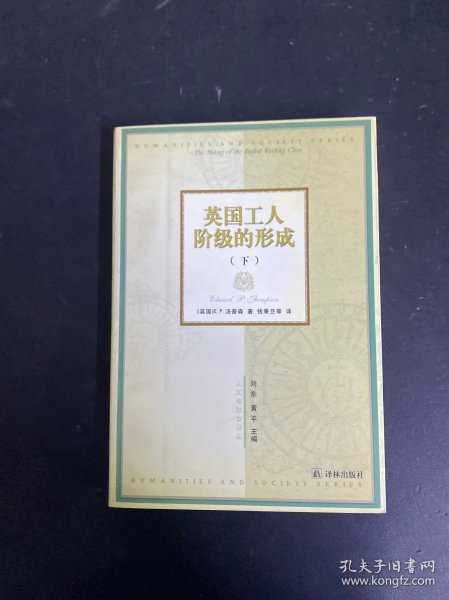 HUMANITIES AND SOCIETY SERIES
The Making of the English Working Class
英国工人
阶级的形成
（下）
Edward P. Thompson
[英国]E.P.汤普森 著 钱乘旦等 译
人文与社会译丛
刘东 黄平 主编
译林出版社
HUMANITIES AND SOCIETY SERIES
孔夫子旧书网
www.kongfz.com